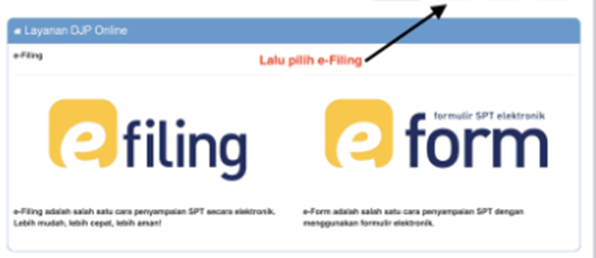 Layanan DJP Online
e-Filing
Lalu pilih e-Filing
e filing
formulir SPT elektronik
e form
e-Filing adalah salah satu cara penyampaian SPT secara elektronik.
Lebih mudah, lebih cepat, lebih aman!
e-Form adalah salah satu cara penyampaian SPT dengan
menggunakan formulir elektronik.